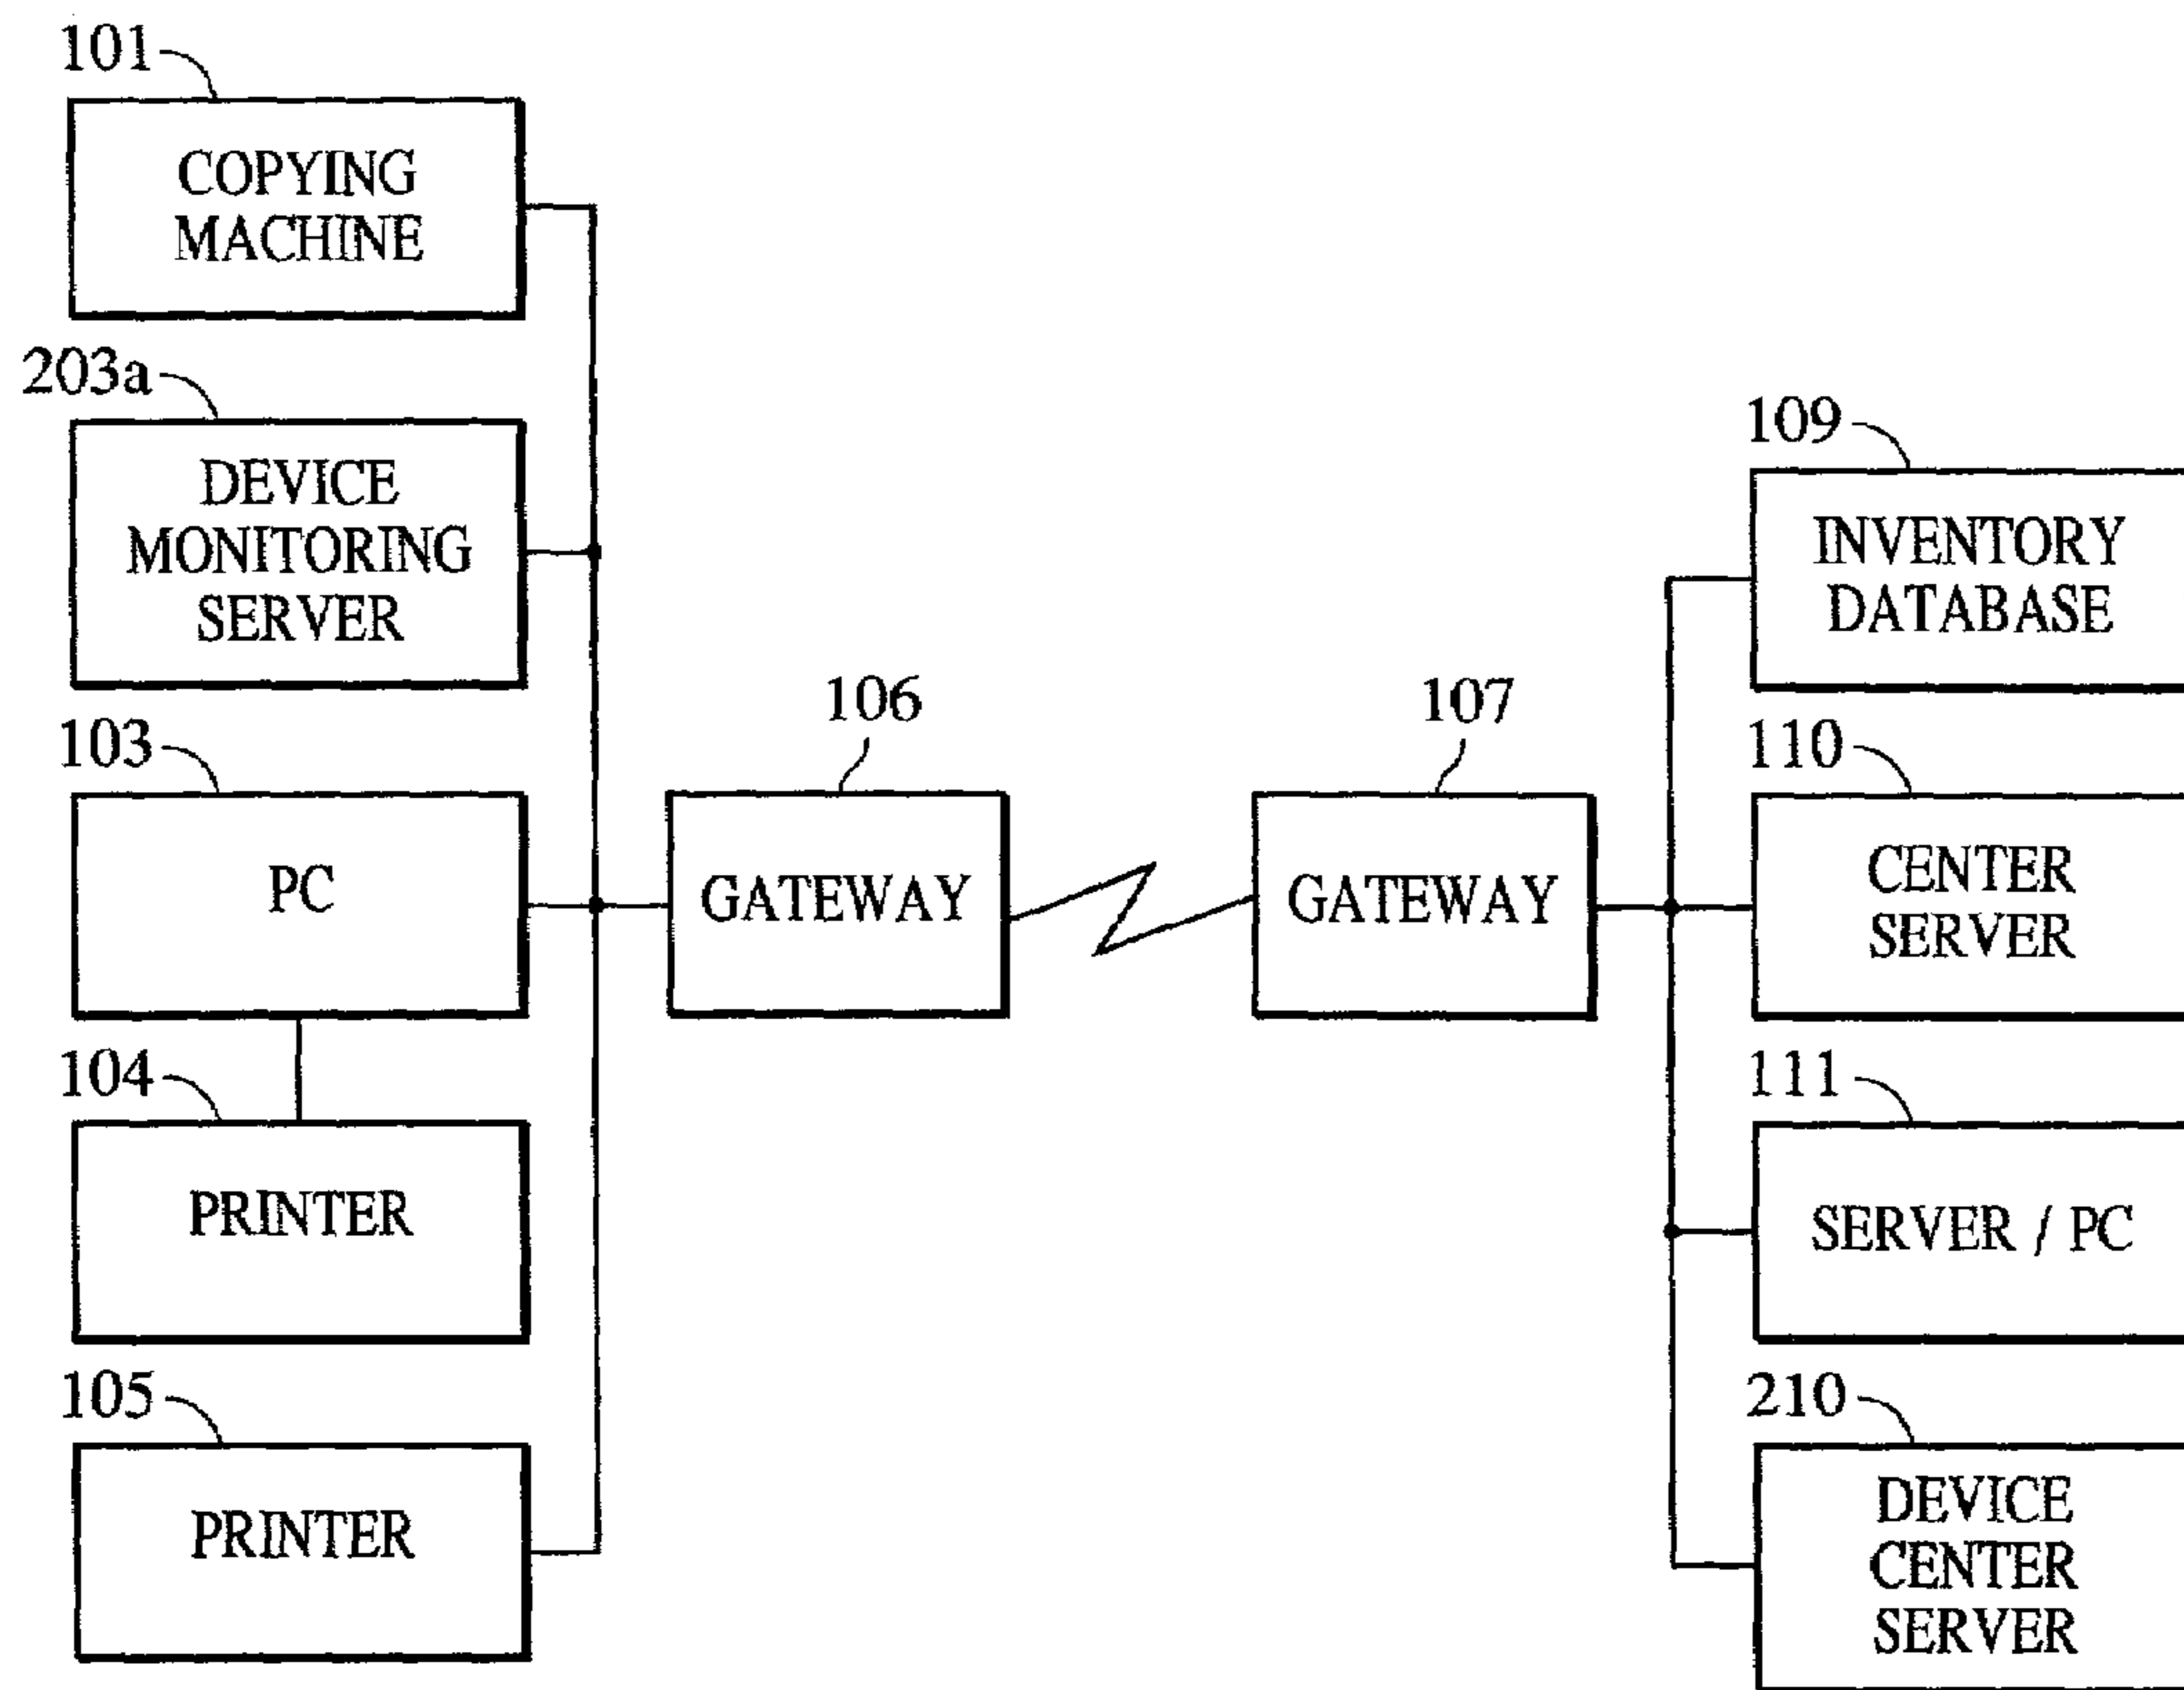 101
COPYING
MACHINE
203a
DEVICE
MONITORING
SERVER
103
PC
104
PRINTER
105
PRINTER
106
GATEWAY
107
GATEWAY
109
INVENTORY
DATABASE
110
CENTER
SERVER
111
SERVER / PC
210
DEVICE
CENTER
SERVER